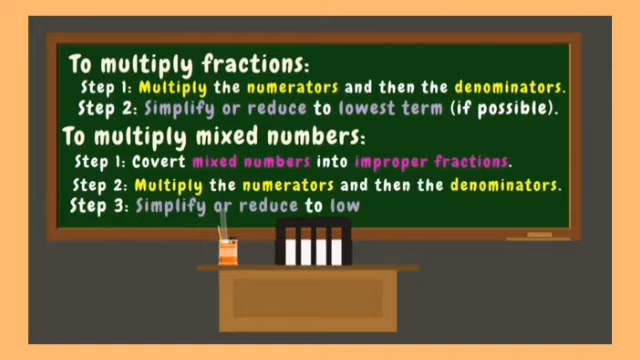 To multiply fractions:
Step 1: Multiply the numerators and then the denominators.
Step 2: Simplify or reduce to lowest term (if possible).
To multiply mixed numbers:
Step 1: Covert mixed numbers into improper fractions.
Step 2: Multiply the numerators and then the denominators.
Step 3: Simplify or reduce to low